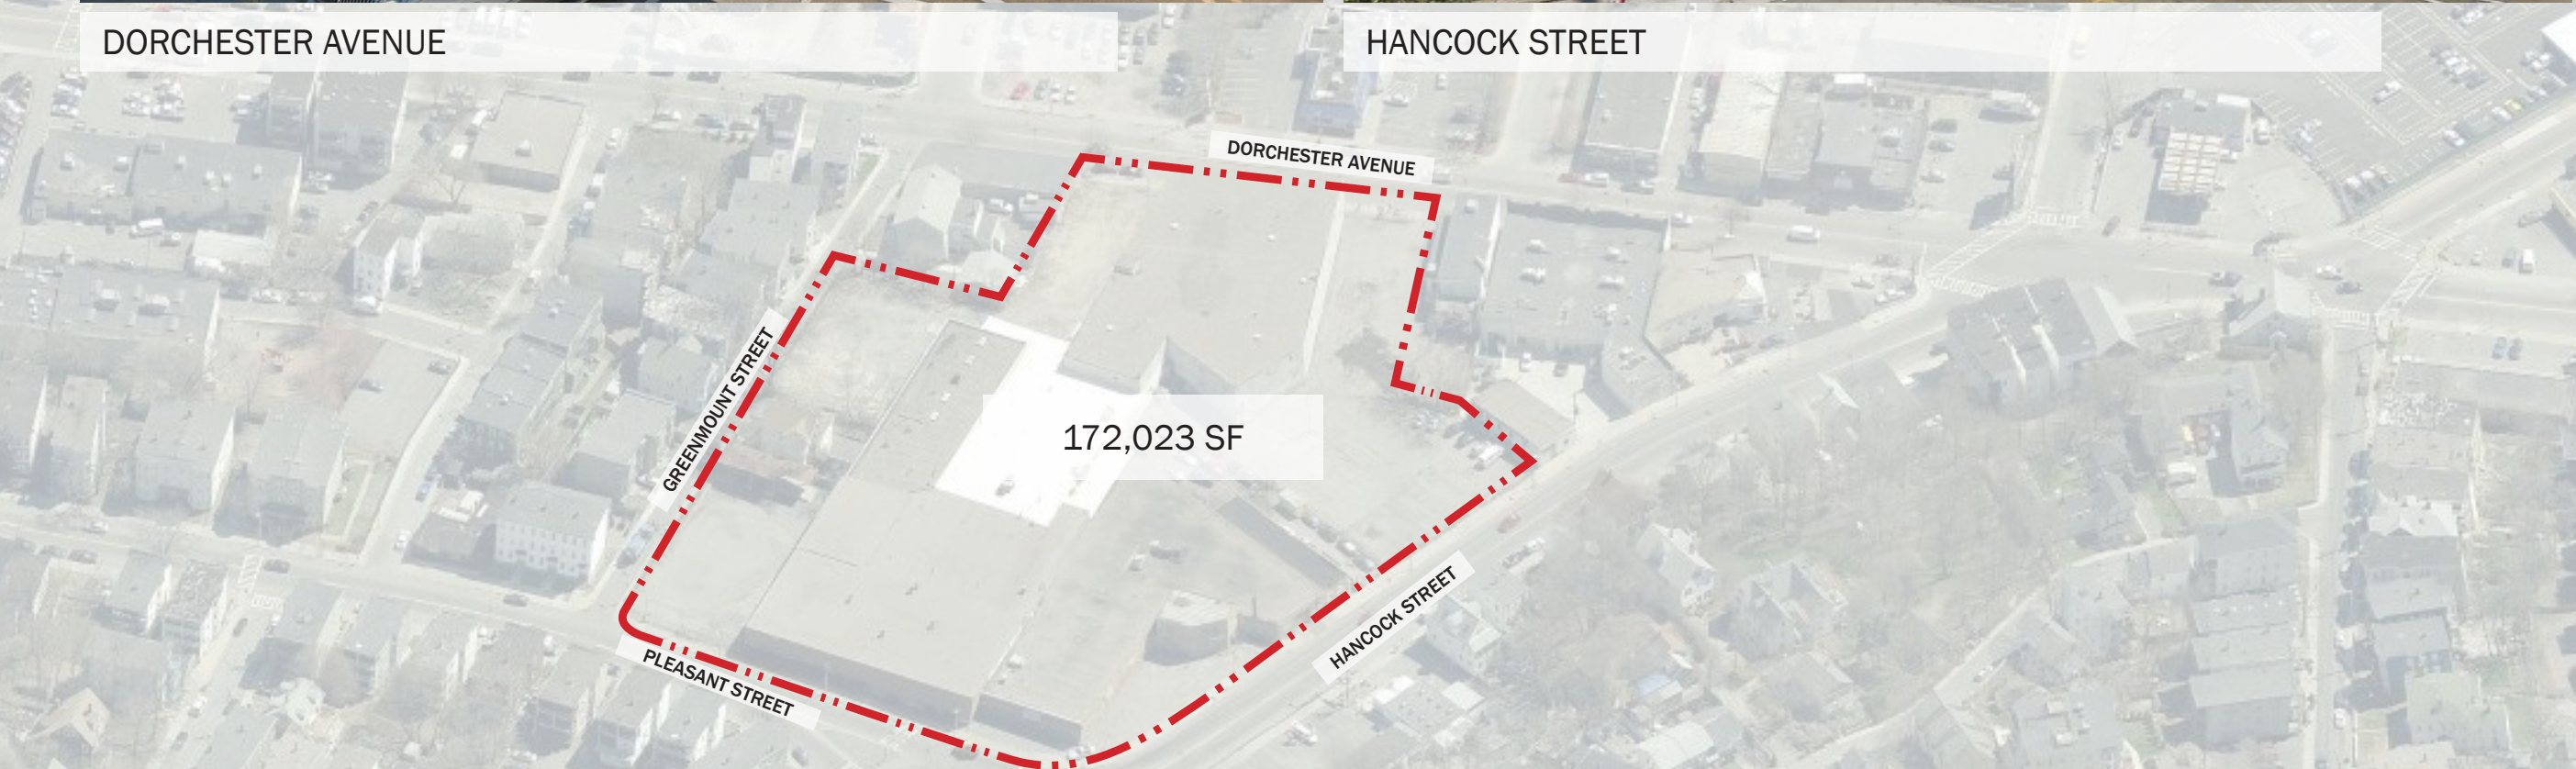 DORCHESTER AVENUE
HANCOCK STREET
DORCHESTER AVENUE
GREENMOUNT STREET
172,023 SF
HANCOCK STREET
PLEASANT STREET